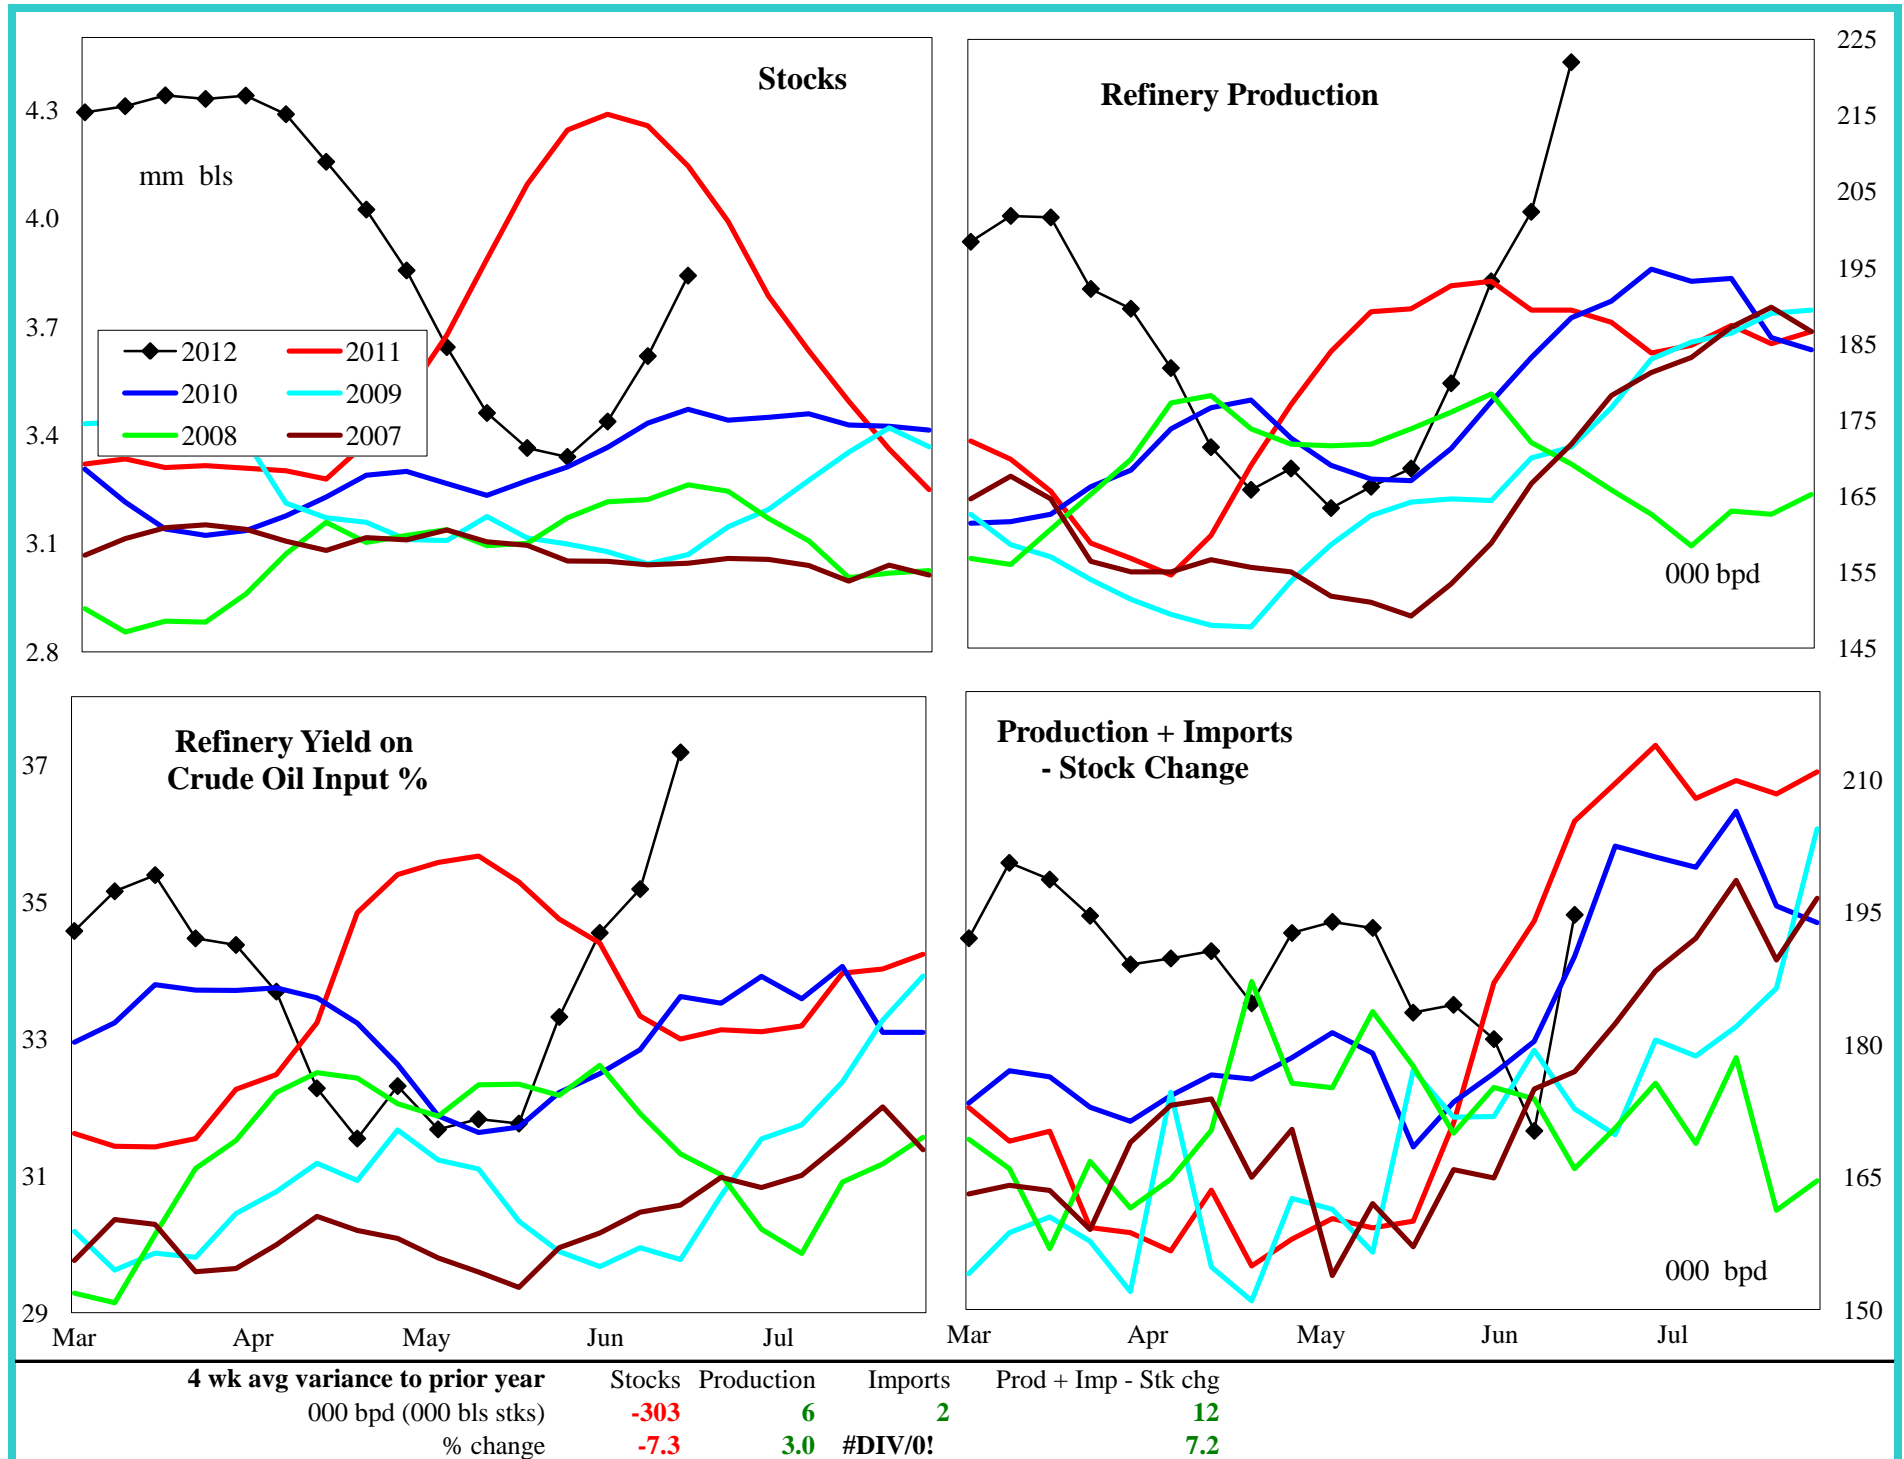 Stocks
mm bls
4.3
4.0
3.7
3.4
3.1
2.8
2012 2011
2010 2009
2008 2007
Refinery Production
000 bpd
225
215
205
195
185
175
165
155
145
Refinery Yield on
Crude Oil Input %
37
35
33
31
29
Mar Apr May Jun Jul
Production + Imports
- Stock Change
000 bpd
210
195
180
165
150
Mar Apr May Jun Jul
4 wk avg variance to prior year Stocks Production Imports Prod + Imp - Stk chg
000 bpd (000 bls stks) -303 6 2 12
% change -7.3 3.0 #DIV/0! 7.2